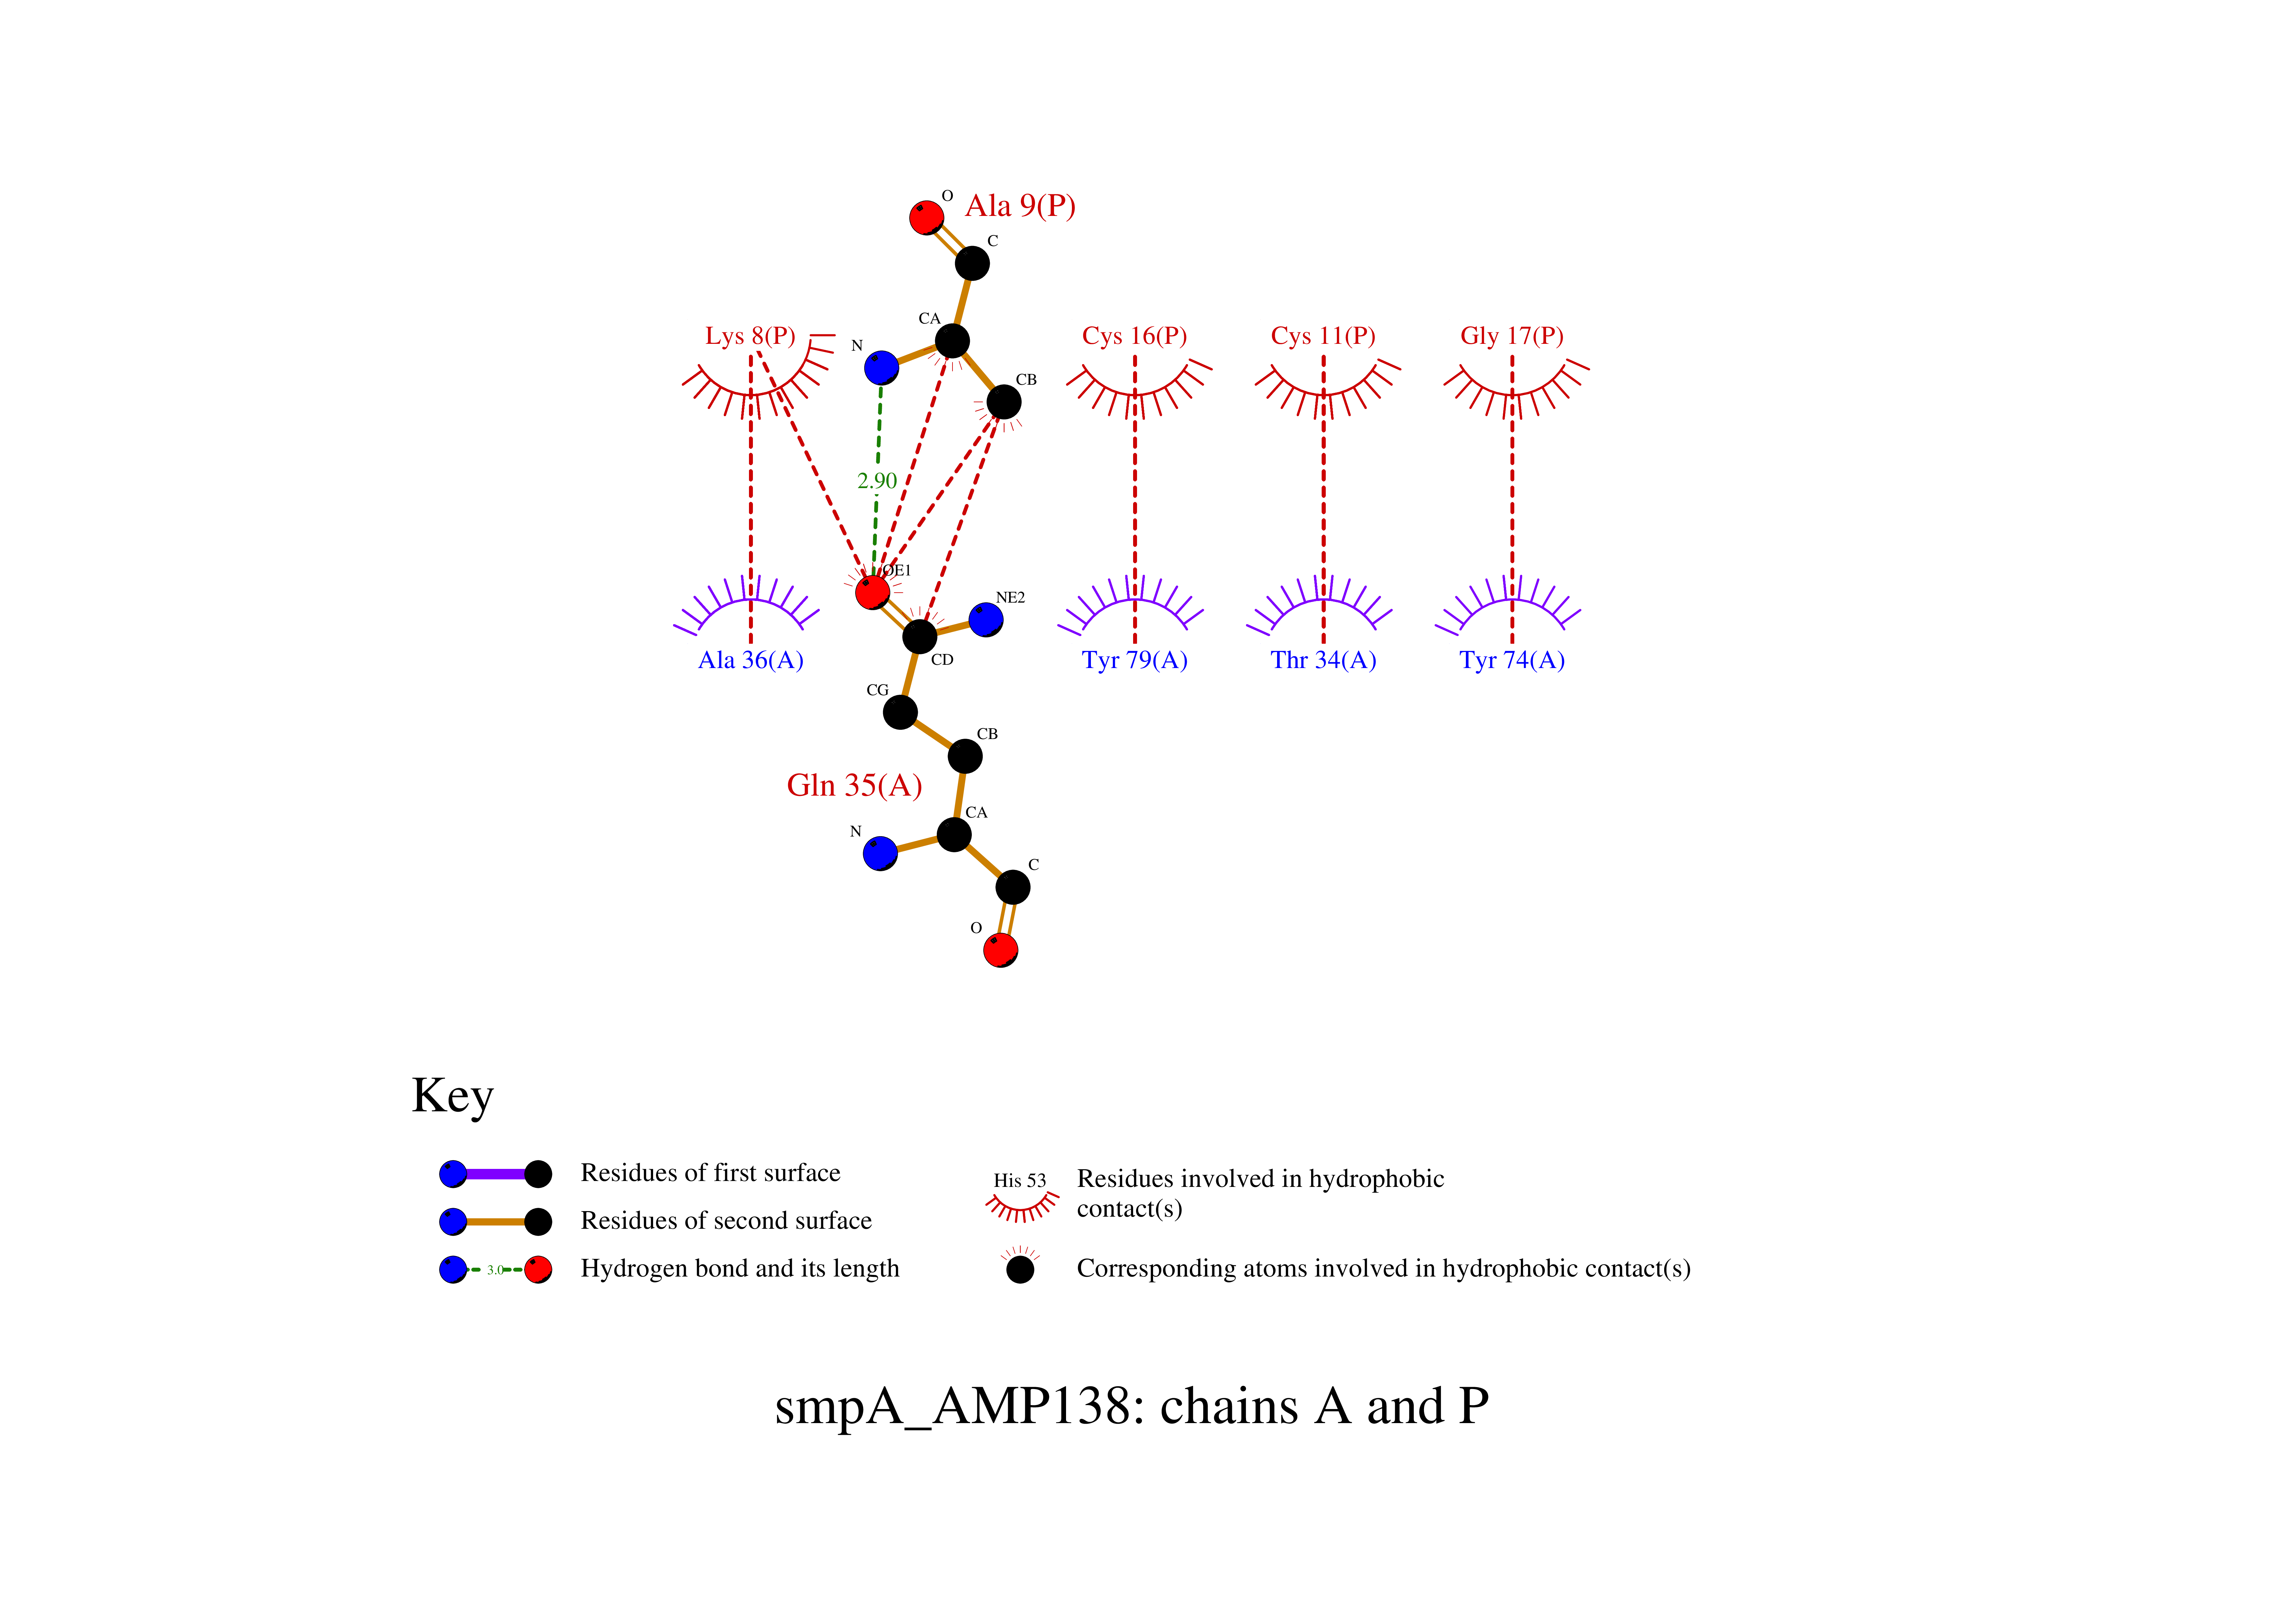 O
Ala 9(P)
C
CA
N
CB
Lys 8(P)
Cys 16(P)
Cys 11(P)
Gly 17(P)
2.90
OE1
NE2
CD
Ala 36(A)
Tyr 79(A)
Thr 34(A)
Tyr 74(A)
CG
CB
Gln 35(A)
CA
N
C
O
Key
Residues of first surface
Residues of second surface
3.0
Hydrogen bond and its length
His 53
Residues involved in hydrophobic
contact(s)
Corresponding atoms involved in hydrophobic contact(s)
smpA_AMP138: chains A and P